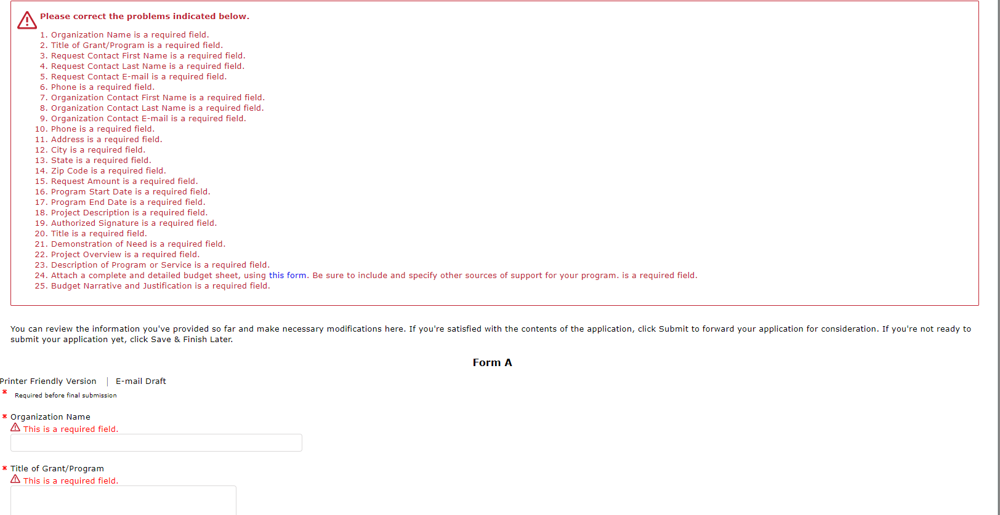 Please correct the problems indicated below.
1. Organization Name is a required field.
2. Title of Grant/Program is a required field.
3. Request Contact First Name is a required field.
4. Request Contact Last Name is a required field.
5. Request Contact E-mail is a required field.
6. Phone is a required field.
7. Organization Contact First Name is a required field.
8. Organization Contact Last Name is a required field.
9. Organization Contact E-mail is a required field.
10. Phone is a required field.
11. Address is a required field.
12. City is a required field.
13. State is a required field.
14. Zip Code is a required field.
15. Request Amount is a required field.
16. Program Start Date is a required field.
17. Program End Date is a required field.
18. Project Description is a required field.
19. Authorized Signature is a required field.
20. Title is a required field.
21. Demonstration of Need is a required field.
22. Project Overview is a required field.
23. Description of Program or Service is a required field.
24. Attach a complete and detailed budget sheet, using this form. Be sure to include and specify other sources of support for your program. is a required field.
25. Budget Narrative and Justification is a required field.
You can review the information you've provided so far and make necessary modifications here. If you're satisfied with the contents of the application, click Submit to forward your application for consideration. If you're not ready to
submit your application yet, click Save & Finish Later.
Form A
Printer Friendly Version | E-mail Draft
* Required before final submission
* Organization Name
This is a required field.
* Title of Grant/Program
This is a required field.